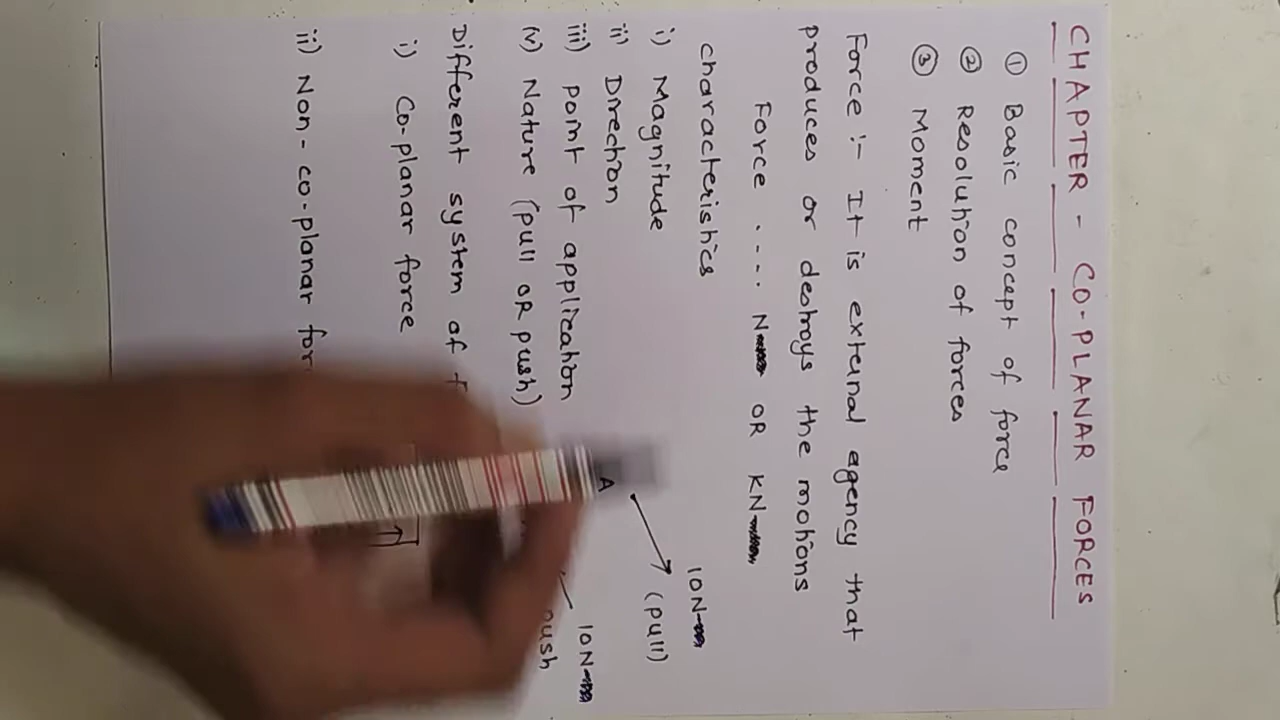 CHAPTER - CO-PLANAR FORCES
① Basic concept of force
② Resolution of forces
③ Moment
Force :- It is external agency that
produces or destroys the motions
Force .... N OR KN
characteristics
i) Magnitude
ii) Direction
iii) point of application
(v) Nature (pull OR push)
10N
(pull)
A
10N
push
Different system of
i) Co-planar force
ii) Non-co-planar